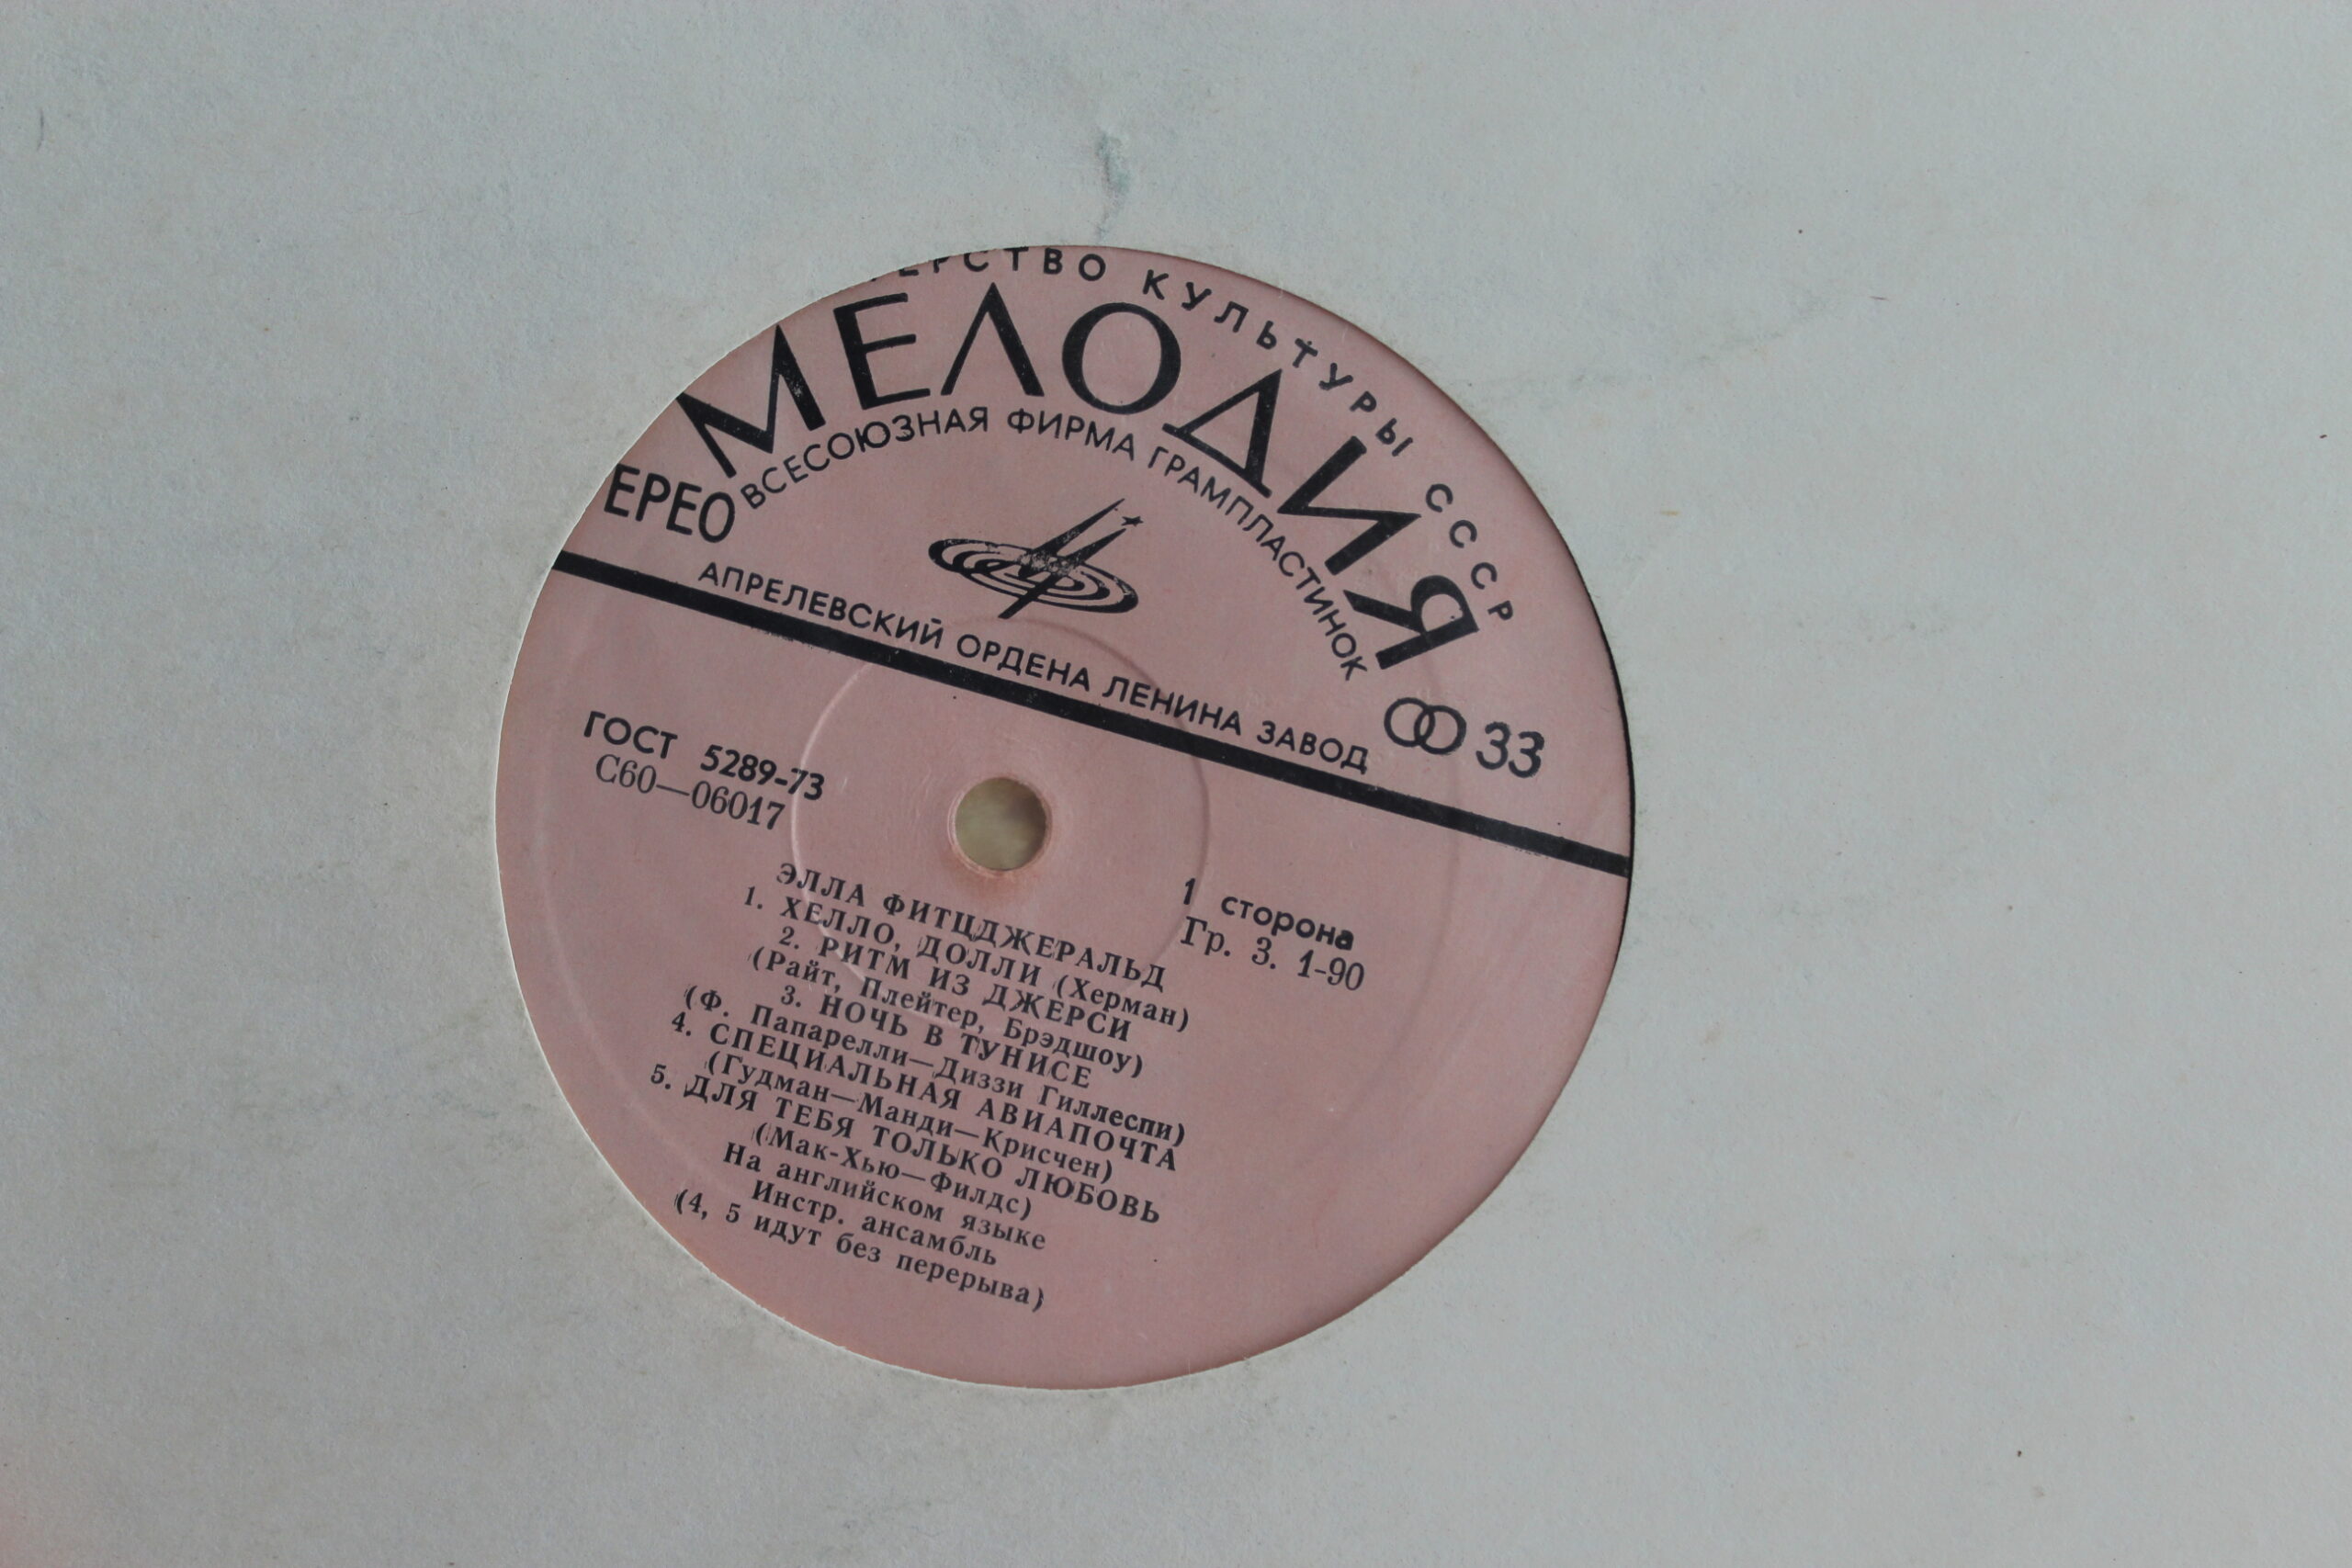 КУЛЬТУРЫ СССР
МЕЛОДИЯ
ВСЕСОЮЗНАЯ ФИРМА ГРАМПЛАСТИНОК
ЕРЕО
33
АПРЕЛЕВСКИЙ ОРДЕНА ЛЕНИНА ЗАВОД
ГОСТ 5289-73
С60—06017
1 сторона
Гр. 3. 1-90
ЭЛЛА ФИТЦДЖЕРАЛЬД
1. ХЕЛЛО, ДОЛЛИ (Херман)
2. РИТМ ИЗ ДЖЕРСИ
(Райт, Плейтер, Брэдшоу)
3. НОЧЬ В ТУНИСЕ
(Ф. Папарелли—Диззи Гиллеспи)
4. СПЕЦИАЛЬНАЯ АВИАПОЧТА
(Гудман—Манди—Крисчен)
5. ДЛЯ ТЕБЯ ТОЛЬКО ЛЮБОВЬ
(Мак-Хью—Филдс)
На английском языке
Инстр. ансамбль
(4, 5 идут без перерыва)